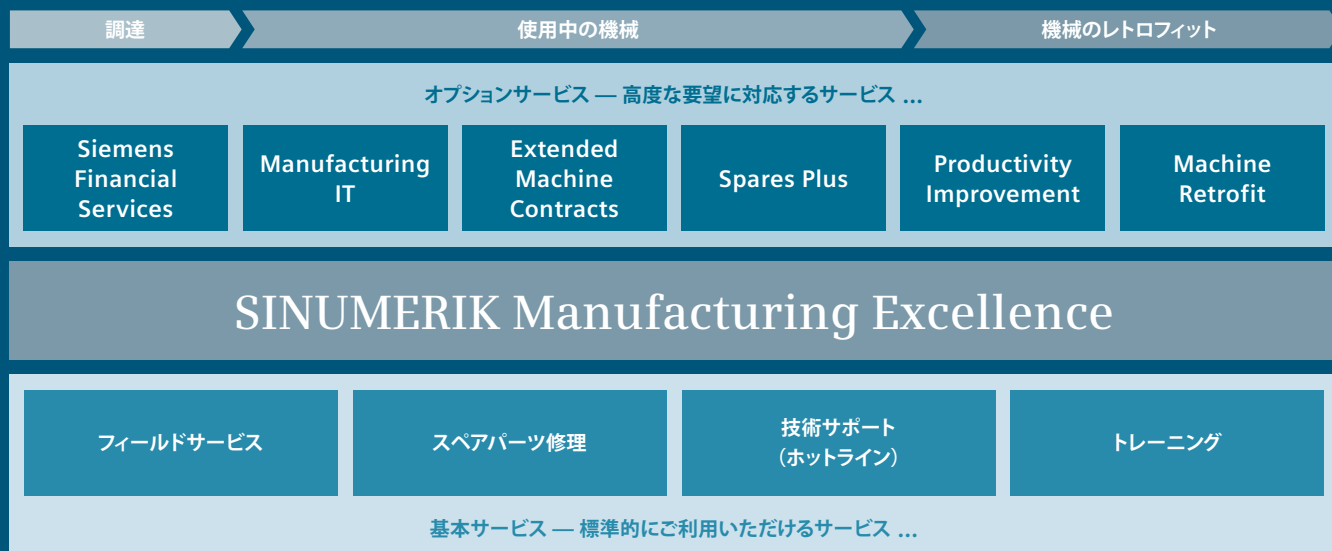 調達
使用中の機械
機械のレトロフィット
オプションサービス — 高度な要望に対応するサービス ...
Siemens
Financial
Services
Manufacturing
IT
Extended
Machine
Contracts
Spares Plus
Productivity
Improvement
Machine
Retrofit
SINUMERIK Manufacturing Excellence
フィールドサービス
スペアパーツ修理
技術サポート
（ホットライン）
トレーニング
基本サービス — 標準的にご利用いただけるサービス ...